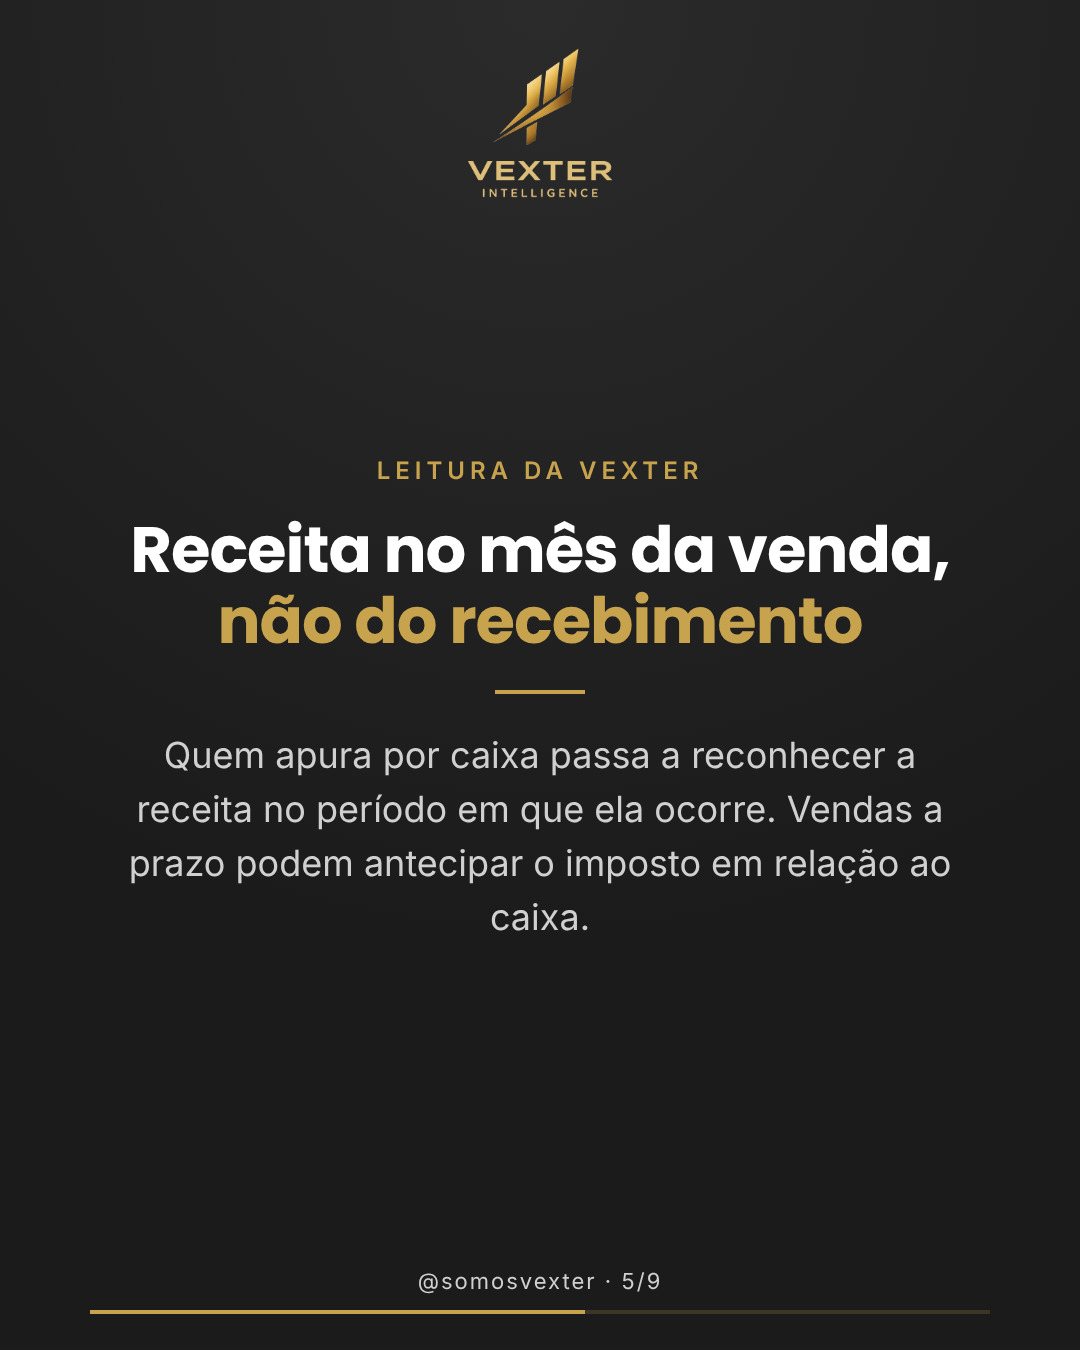 VEXTER
INTELLIGENCE
LEITURA DA VEXTER
Receita no mês da venda,
não do recebimento
Quem apura por caixa passa a reconhecer a
receita no período em que ela ocorre. Vendas a
prazo podem antecipar o imposto em relação ao
caixa.
@somosvexter · 5/9